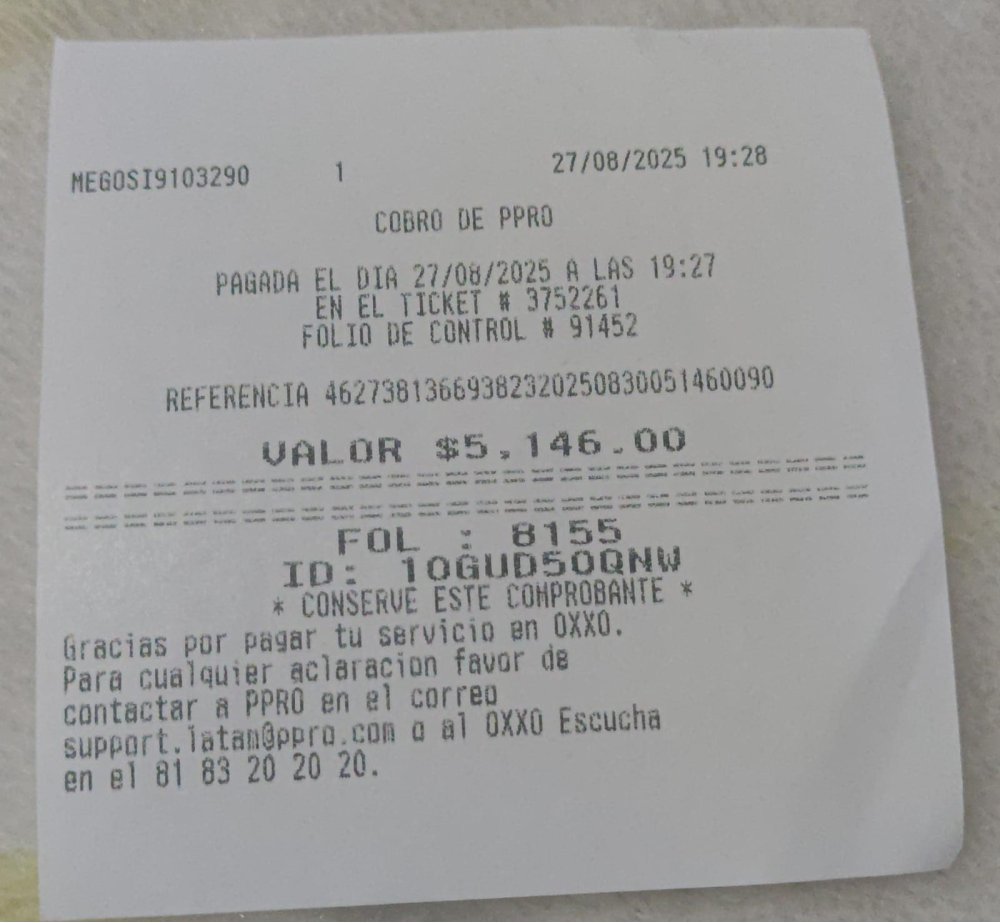 MEGOSI9103290 1 27/08/2025 19:28
COBRO DE PPRO
PAGADA EL DIA 27/08/2025 A LAS 19:27
EN EL TICKET # 3752261
FOLIO DE CONTROL # 91452
REFERENCIA 462738136693823202508300514600090
VALOR $5,146.00
FOL : 8155
ID: 10GUD5OQNW
* CONSERVE ESTE COMPROBANTE *
Gracias por pagar tu servicio en OXXO.
Para cualquier aclaracion favor de
contactar a PPRO en el correo
support.latam@ppro.com o al OXXO Escucha
en el 81 83 20 20 20.